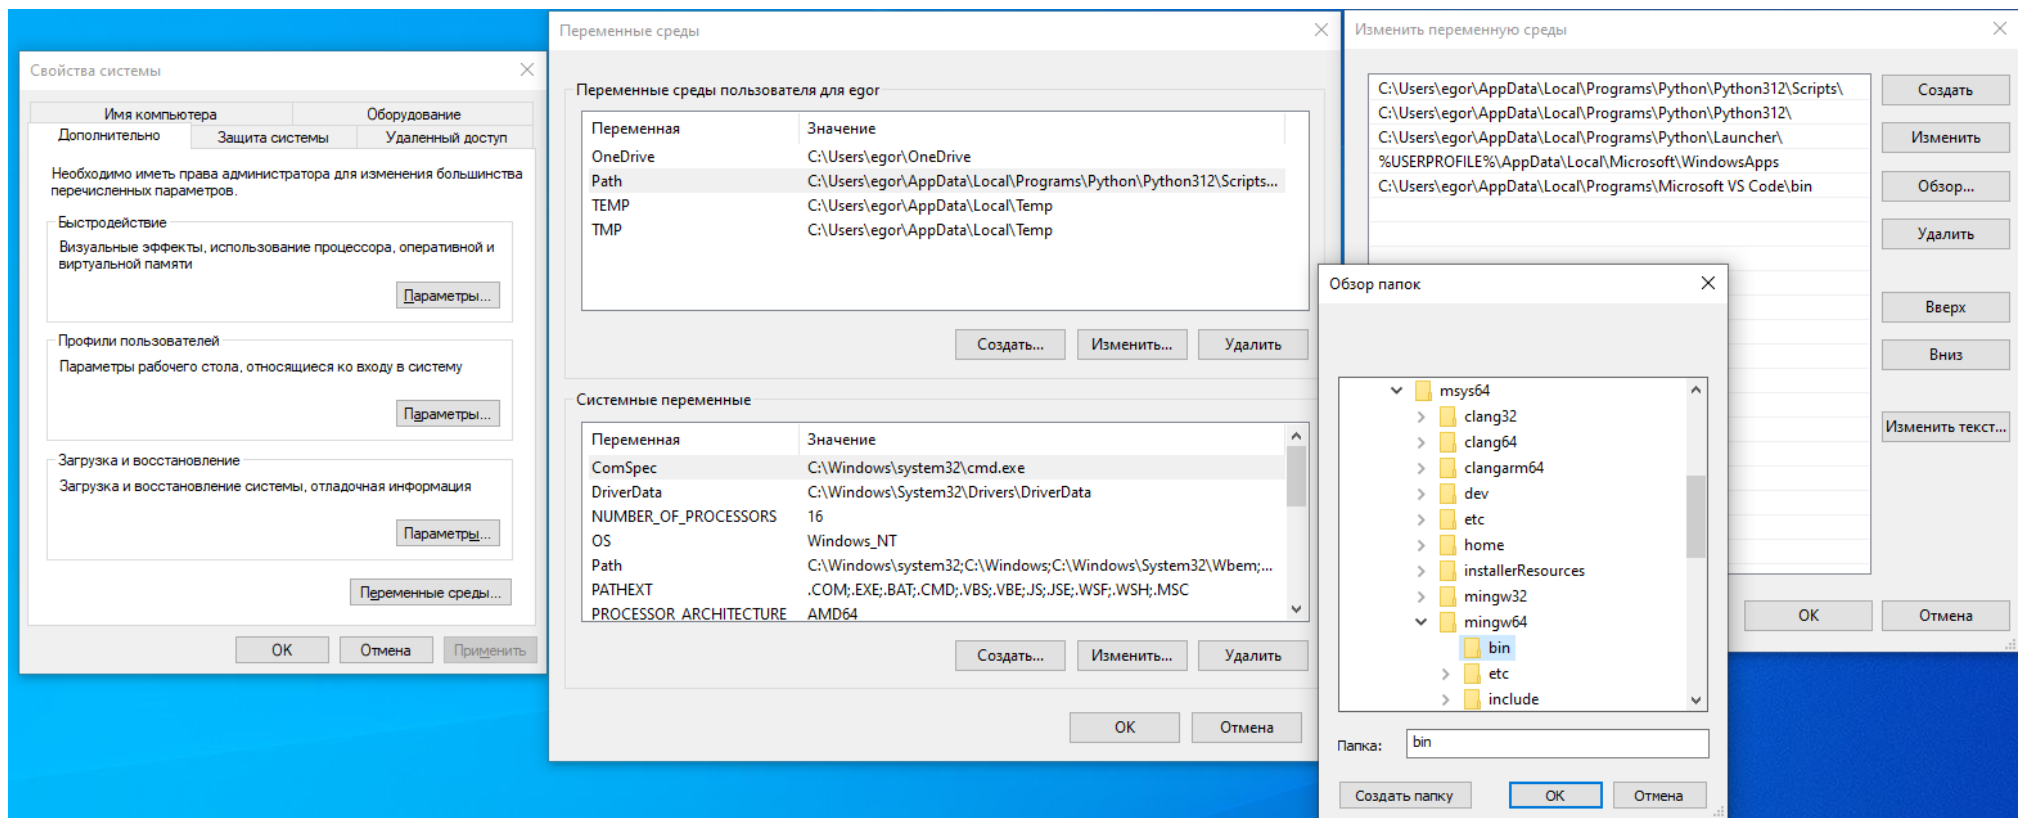 Свойства системы
Имя компьютера
Оборудование
Дополнительно
Защита системы
Удаленный доступ
Необходимо иметь права администратора для изменения большинства
перечисленных параметров.
Быстродействие
Визуальные эффекты, использование процессора, оперативной и
виртуальной памяти
Параметры...
Профили пользователей
Параметры рабочего стола, относящиеся ко входу в систему
Параметры...
Загрузка и восстановление
Загрузка и восстановление системы, отладочная информация
Параметры...
Переменные среды...
ОК
Отмена
Применить
Переменные среды
Переменные среды пользователя для egor
Переменная
Значение
OneDrive
C:\Users\egor\OneDrive
Path
C:\Users\egor\AppData\Local\Programs\Python\Python312\Scripts...
TEMP
C:\Users\egor\AppData\Local\Temp
TMP
C:\Users\egor\AppData\Local\Temp
Создать...
Изменить...
Удалить
Системные переменные
Переменная
Значение
ComSpec
C:\Windows\system32\cmd.exe
DriverData
C:\Windows\System32\Drivers\DriverData
NUMBER_OF_PROCESSORS
16
OS
Windows_NT
Path
C:\Windows\system32;C:\Windows;C:\Windows\System32\Wbem;...
PATHEXT
.COM;.EXE;.BAT;.CMD;.VBS;.VBE;.JS;.JSE;.WSF;.WSH;.MSC
PROCESSOR_ARCHITECTURE
AMD64
Создать...
Изменить...
Удалить
ОК
Отмена
Изменить переменную среды
C:\Users\egor\AppData\Local\Programs\Python\Python312\Scripts\
C:\Users\egor\AppData\Local\Programs\Python\Python312\
C:\Users\egor\AppData\Local\Programs\Python\Launcher\
%USERPROFILE%\AppData\Local\Microsoft\WindowsApps
C:\Users\egor\AppData\Local\Programs\Microsoft VS Code\bin
Создать
Изменить
Обзор...
Удалить
Вверх
Вниз
Изменить текст...
ОК
Отмена
Обзор папок
msys64
clang32
clang64
clangarm64
dev
etc
home
installerResources
mingw32
mingw64
bin
etc
include
Папка:
bin
Создать папку
ОК
Отмена